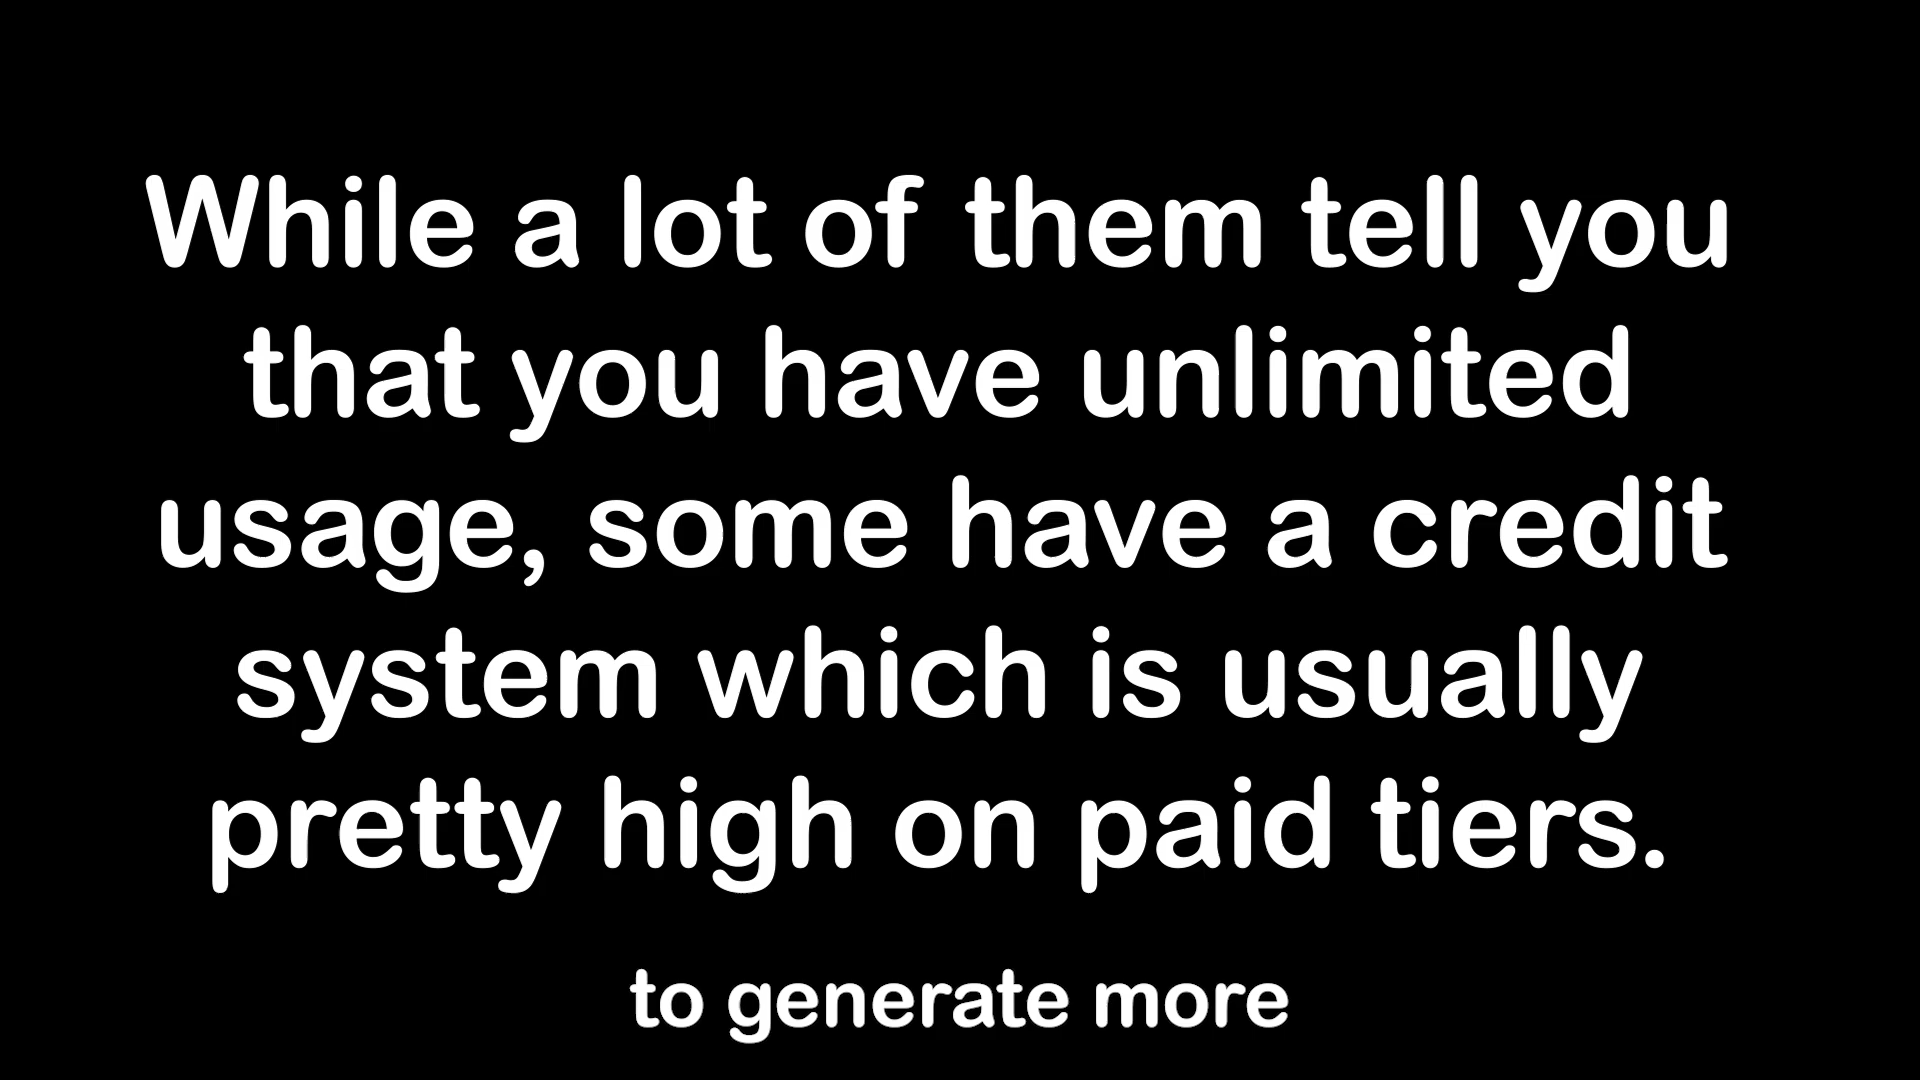 While a lot of them tell you
that you have unlimited
usage, some have a credit
system which is usually
pretty high on paid tiers.
to generate more